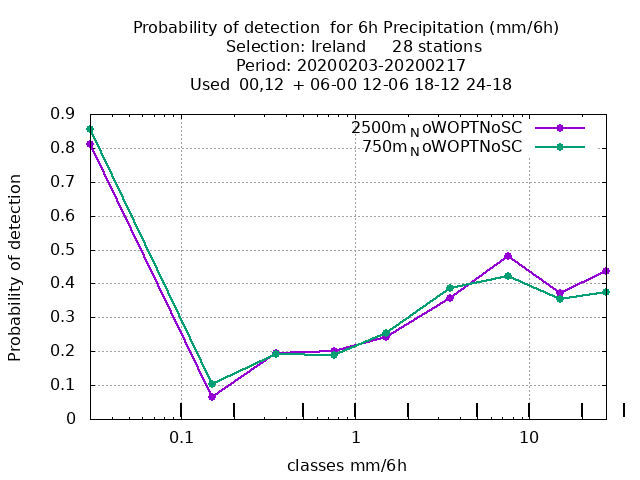 Probability of detection  for 6h Precipitation (mm/6h)
Selection: Ireland     28 stations
Period: 20200203-20200217
Used  00,12  + 06-00 12-06 18-12 24-18
2500m NoWOPTNoSC
750m NoWOPTNoSC
Probability of detection
0.9
0.8
0.7
0.6
0.5
0.4
0.3
0.2
0.1
0
0.1 1 10
classes mm/6h